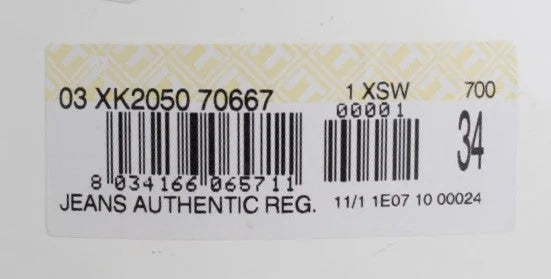 03 XK2050 70667 1 XSW 700
00001
34
8 034166 065711
JEANS AUTHENTIC REG. 11/1 1E07 10 00024